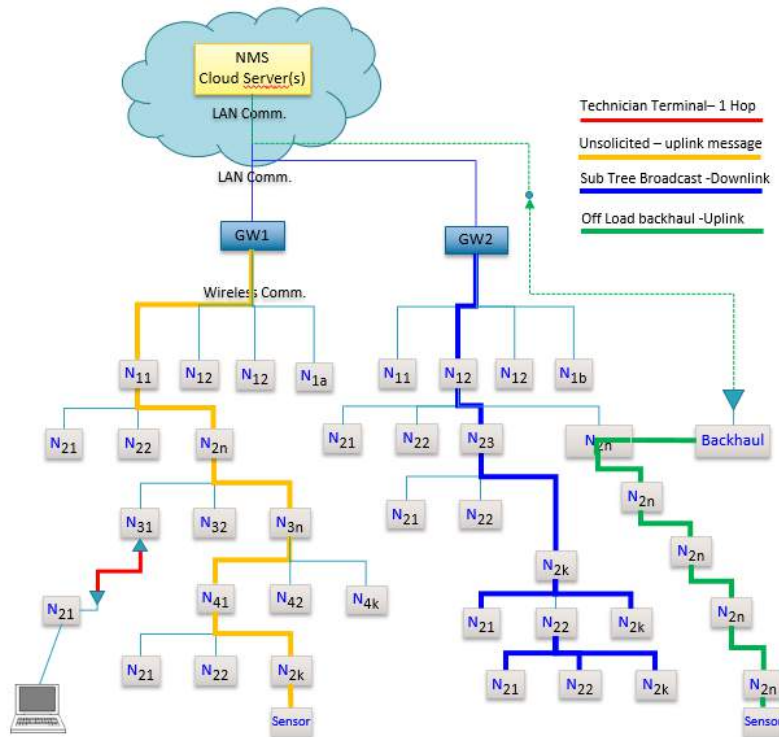 NMS
Cloud Server(s)
LAN Comm.
Technician Terminal– 1 Hop
Unsolicited – uplink message
LAN Comm.
Sub Tree Broadcast -Downlink
Off Load backhaul -Uplink
GW1
GW2
Wireless Comm.
N11 N12 N12 N1a N11 N12 N12 N1b
N21 N22 N2n N21 N22 N23 N2n Backhaul
N2n
N31 N32 N3n N21 N22
N2n
N2k
N41 N42 N4k
N21
N21 N22 N2k N2n
N21 N22 N2k N21 N22 N2k N2n
Sensor Sensor